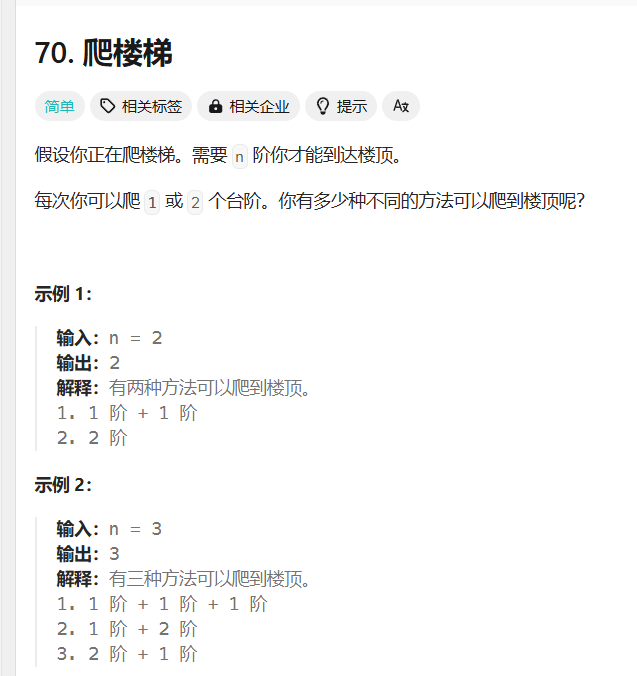 70. 爬楼梯
简单 相关标签 相关企业 提示 A文
假设你正在爬楼梯。需要 n 阶你才能到达楼顶。
每次你可以爬 1 或 2 个台阶。你有多少种不同的方法可以爬到楼顶呢？
示例 1：
输入：n = 2
输出：2
解释：有两种方法可以爬到楼顶。
1. 1 阶 + 1 阶
2. 2 阶
示例 2：
输入：n = 3
输出：3
解释：有三种方法可以爬到楼顶。
1. 1 阶 + 1 阶 + 1 阶
2. 1 阶 + 2 阶
3. 2 阶 + 1 阶